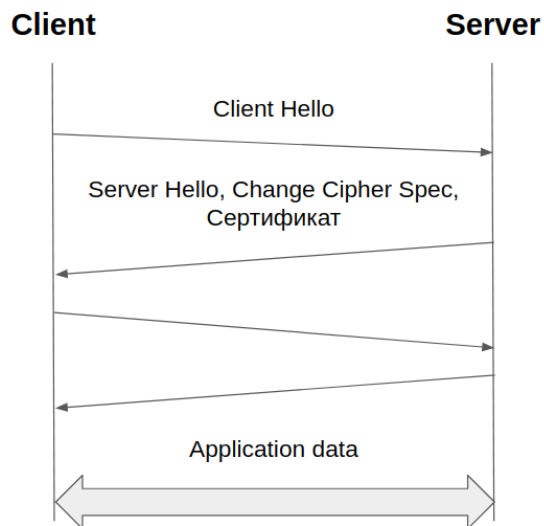 Client
Server
Client Hello
Server Hello, Change Cipher Spec,
Сертификат
Application data